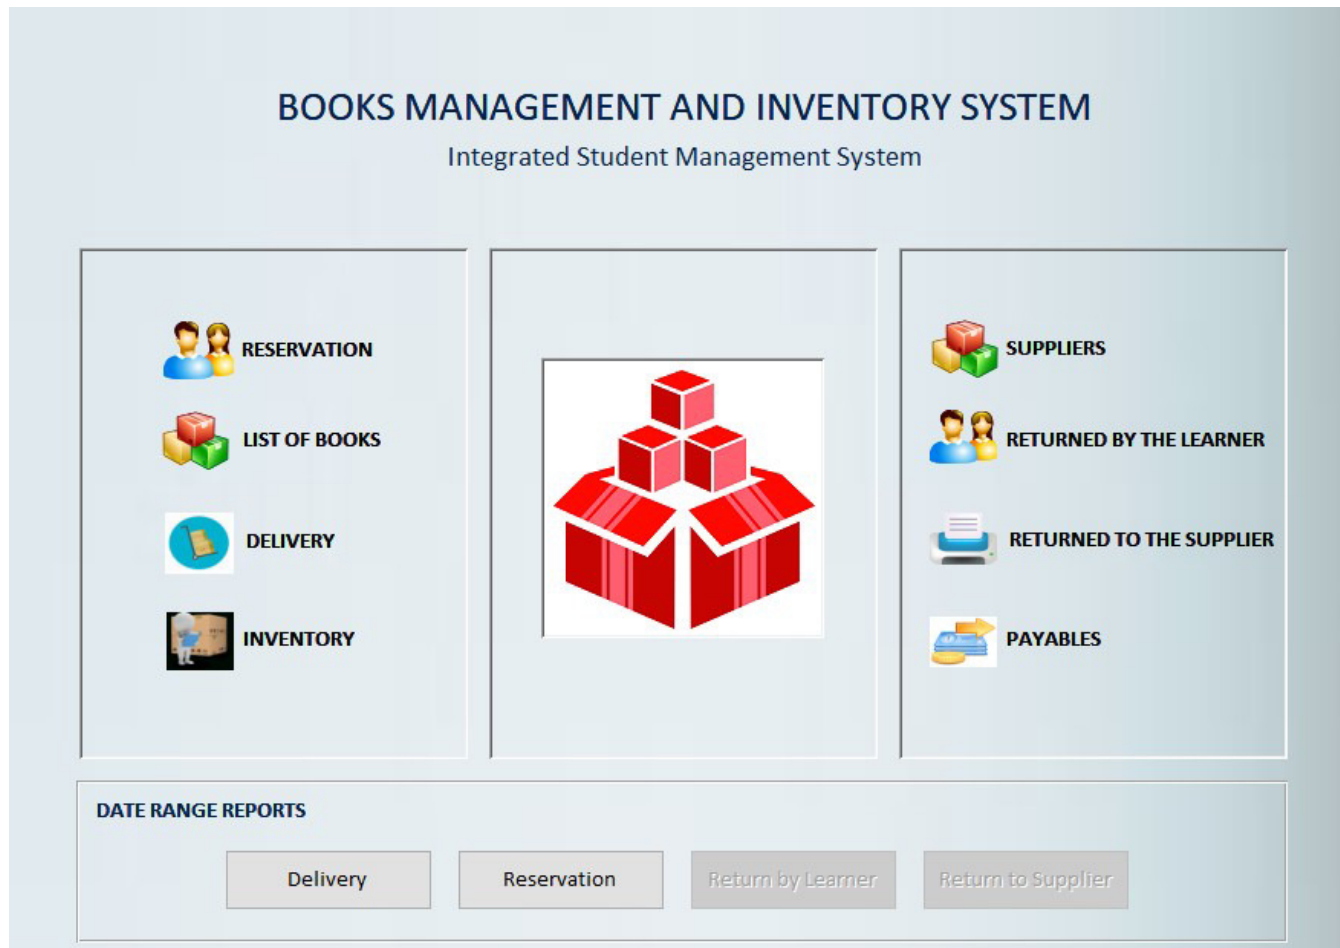 BOOKS MANAGEMENT AND INVENTORY SYSTEM
Integrated Student Management System
RESERVATION
LIST OF BOOKS
DELIVERY
INVENTORY
SUPPLIERS
RETURNED BY THE LEARNER
RETURNED TO THE SUPPLIER
PAYABLES
DATE RANGE REPORTS
Delivery
Reservation
Return by Learner
Return to Supplier